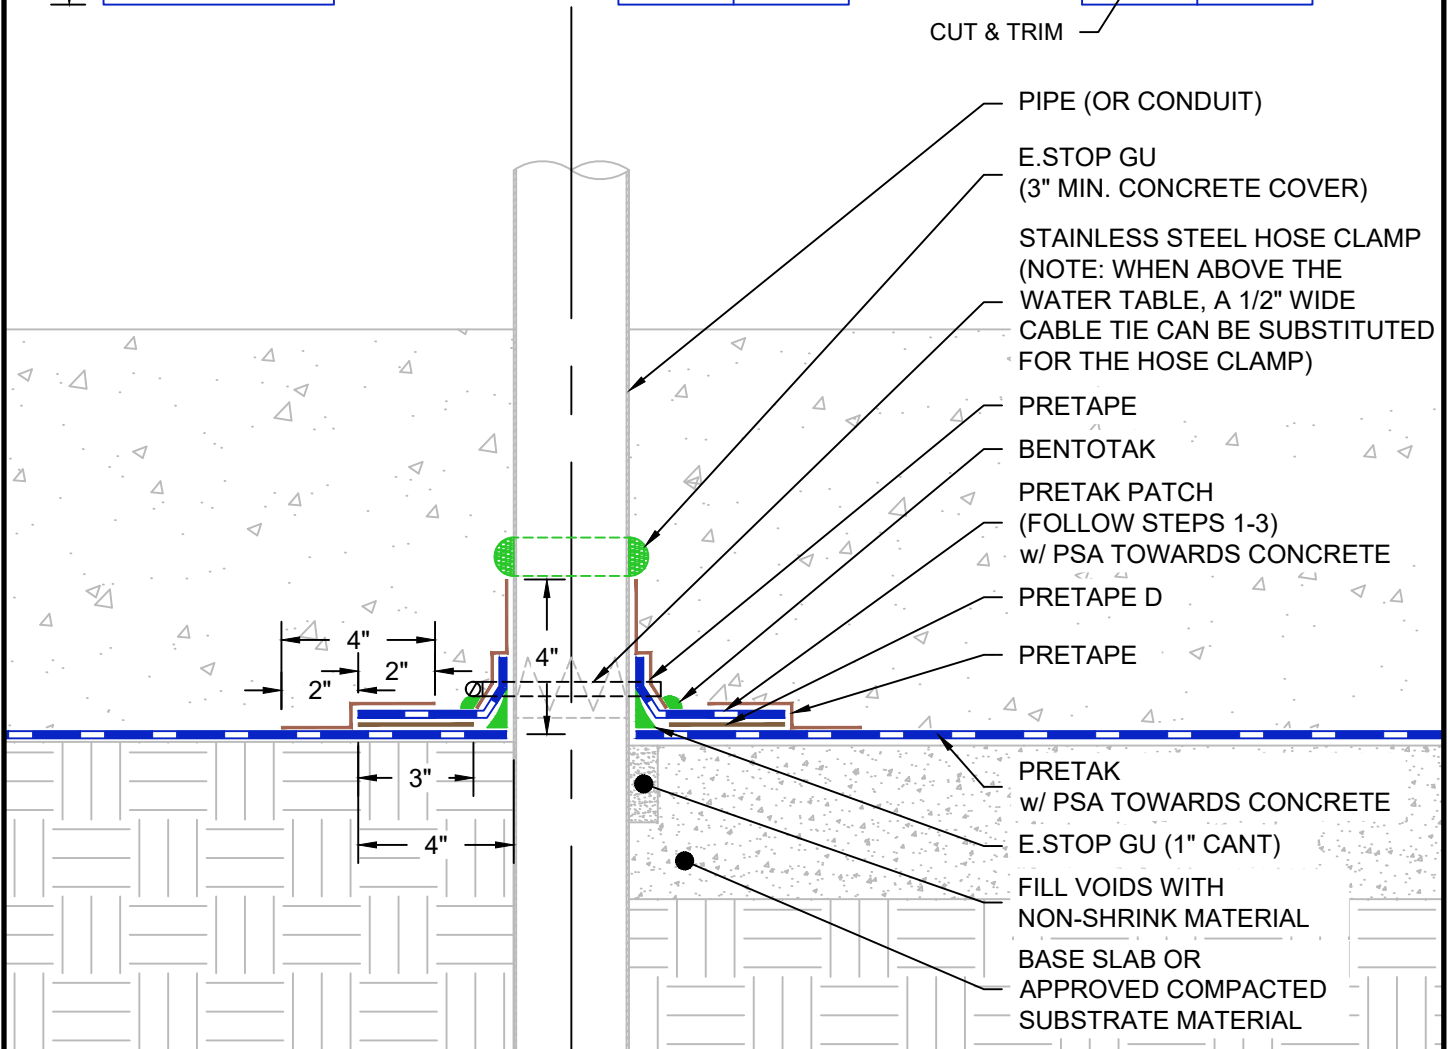 CUT & TRIM
PIPE (OR CONDUIT)
E.STOP GU
(3" MIN. CONCRETE COVER)
STAINLESS STEEL HOSE CLAMP
(NOTE: WHEN ABOVE THE
WATER TABLE, A 1/2" WIDE
CABLE TIE CAN BE SUBSTITUTED
FOR THE HOSE CLAMP)
PRETAPE
BENTOTAK
PRETAK PATCH
(FOLLOW STEPS 1-3)
w/ PSA TOWARDS CONCRETE
PRETAPE D
PRETAPE
4"
2"
2"
4"
3"
4"
PRETAK
w/ PSA TOWARDS CONCRETE
E.STOP GU (1" CANT)
FILL VOIDS WITH
NON-SHRINK MATERIAL
BASE SLAB OR
APPROVED COMPACTED
SUBSTRATE MATERIAL